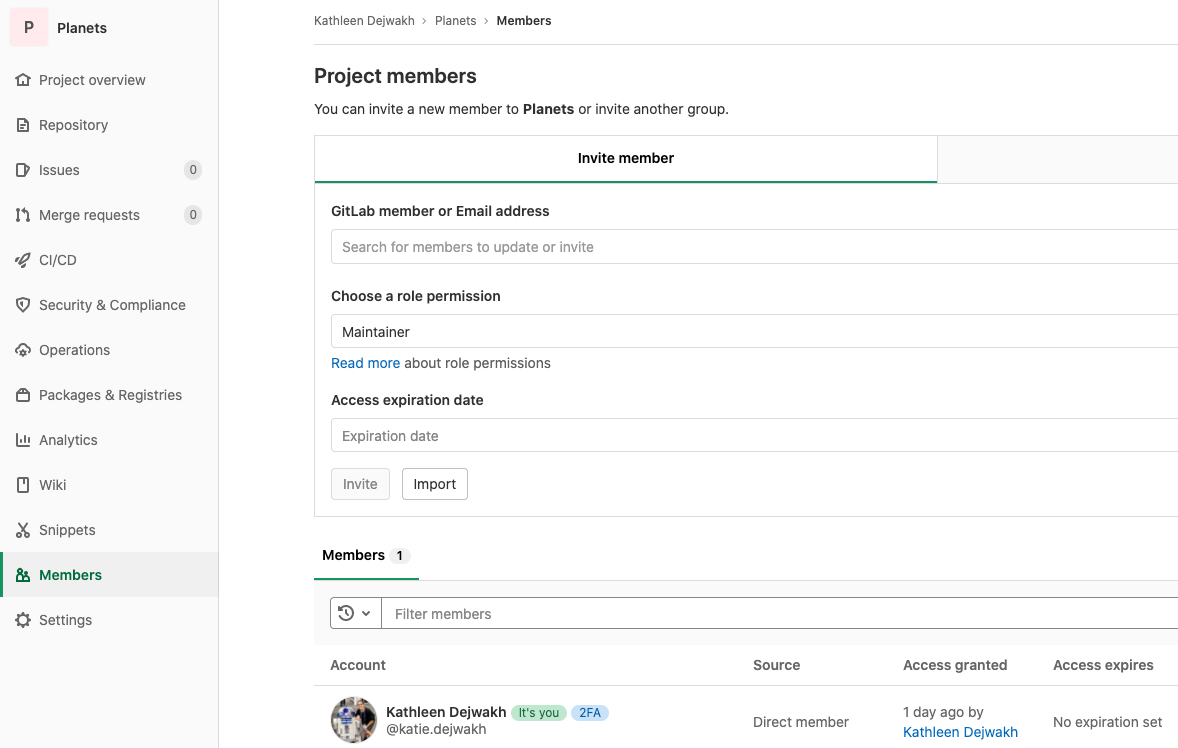 P Planets
Kathleen Dejwakh > Planets > Members
Project overview
Repository
Issues 0
Merge requests 0
CI/CD
Security & Compliance
Operations
Packages & Registries
Analytics
Wiki
Snippets
Members
Settings
Project members
You can invite a new member to Planets or invite another group.
Invite member
GitLab member or Email address
Search for members to update or invite
Choose a role permission
Maintainer
Read more about role permissions
Access expiration date
Expiration date
Invite Import
Members 1
Filter members
Account Source Access granted Access expires
Kathleen Dejwakh It's you 2FA
@katie.dejwakh
Direct member
1 day ago by
Kathleen Dejwakh
No expiration set